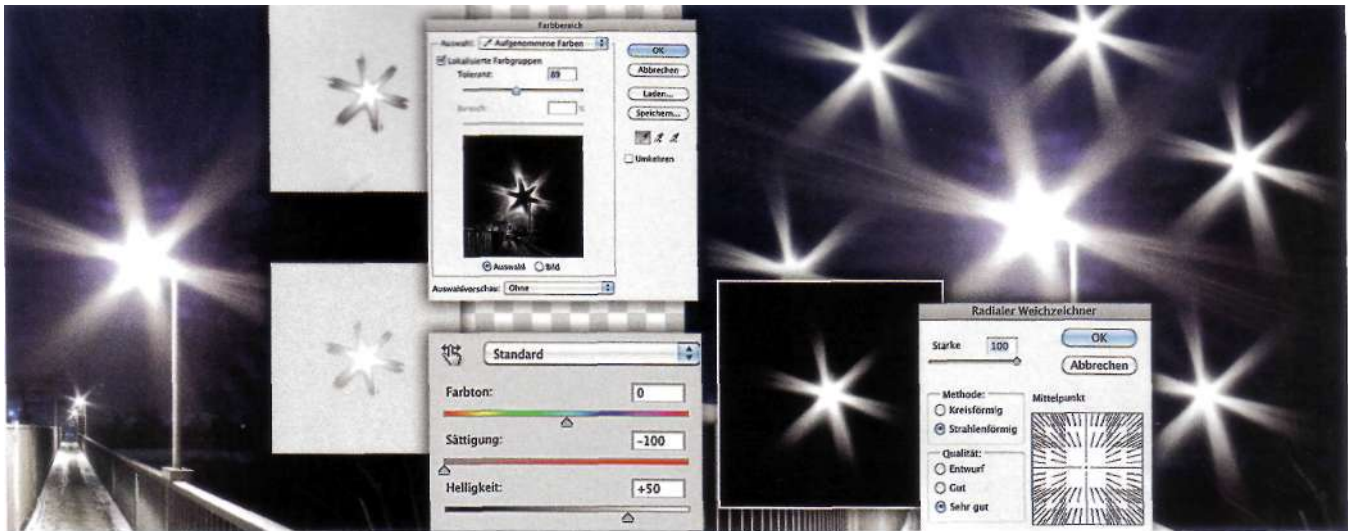 Farbbereich
Auswahl: Aufgenommene Farben
Lokalisierte Farbgruppen
Toleranz: 89
Bereich: %
Auswahl Bild
Auswahlvorschau: Ohne
OK
Abbrechen
Laden...
Speichern...
Umkehren
Standard
Farbton: 0
Sättigung: -100
Helligkeit: +50
Radialer Weichzeichner
Stärke 100
OK
Abbrechen
Methode:
Kreisförmig
Strahlenförmig
Qualität:
Entwurf
Gut
Sehr gut
Mittelpunkt